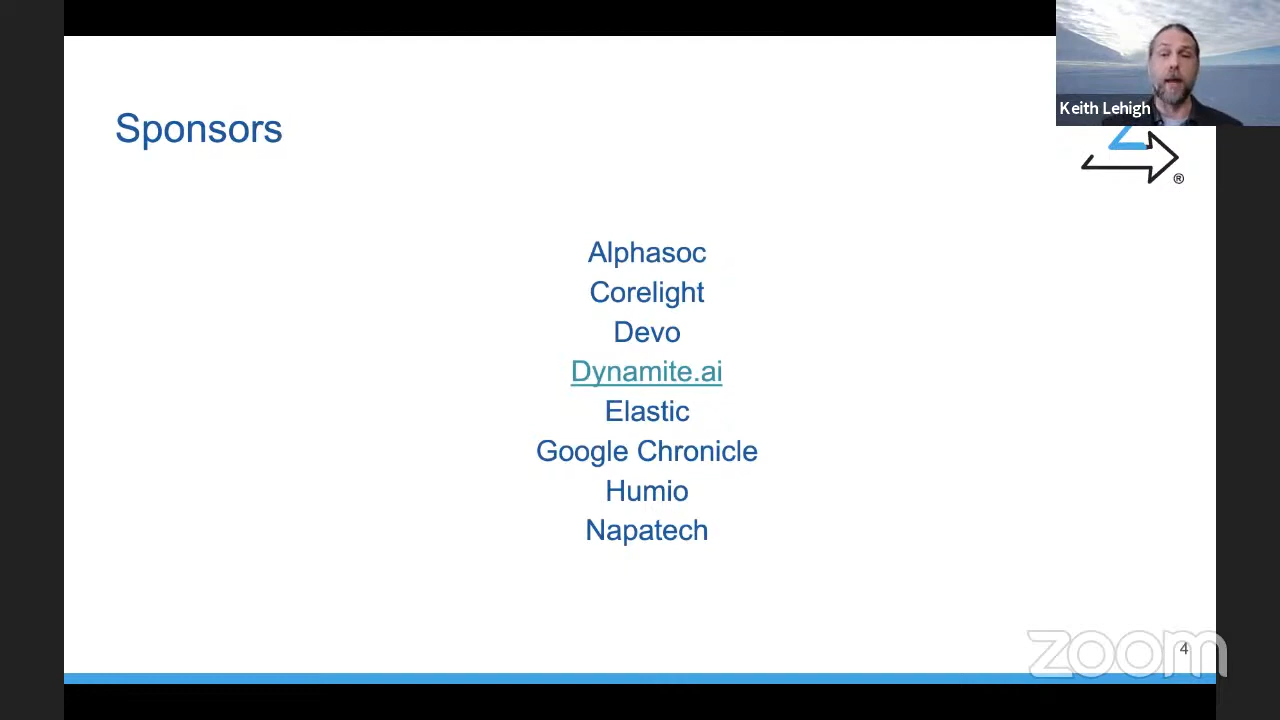 Keith Lehigh
Sponsors
®
Alphasoc
Corelight
Devo
Dynamite.ai
Elastic
Google Chronicle
Humio
Napatech
4
zoom